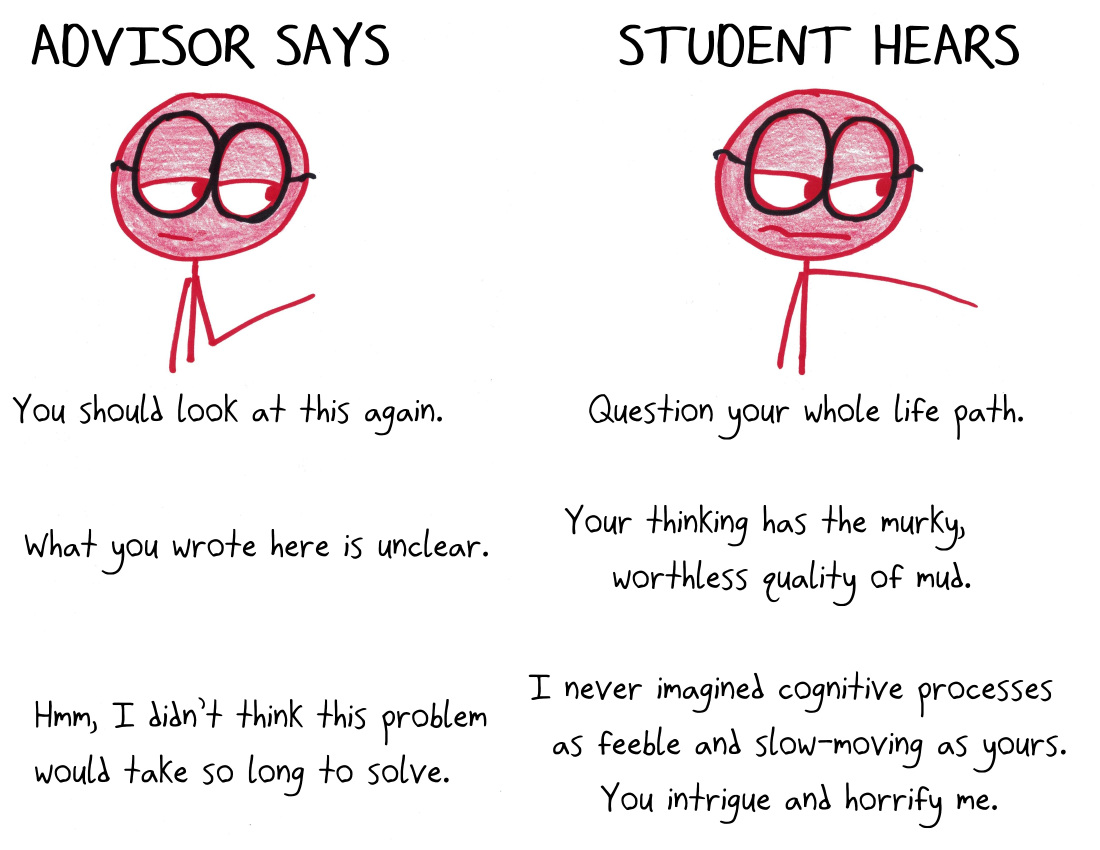 ADVISOR SAYS
STUDENT HEARS
You should look at this again.
Question your whole life path.
What you wrote here is unclear.
Your thinking has the murky,
worthless quality of mud.
Hmm, I didn't think this problem
would take so long to solve.
I never imagined cognitive processes
as feeble and slow-moving as yours.
You intrigue and horrify me.